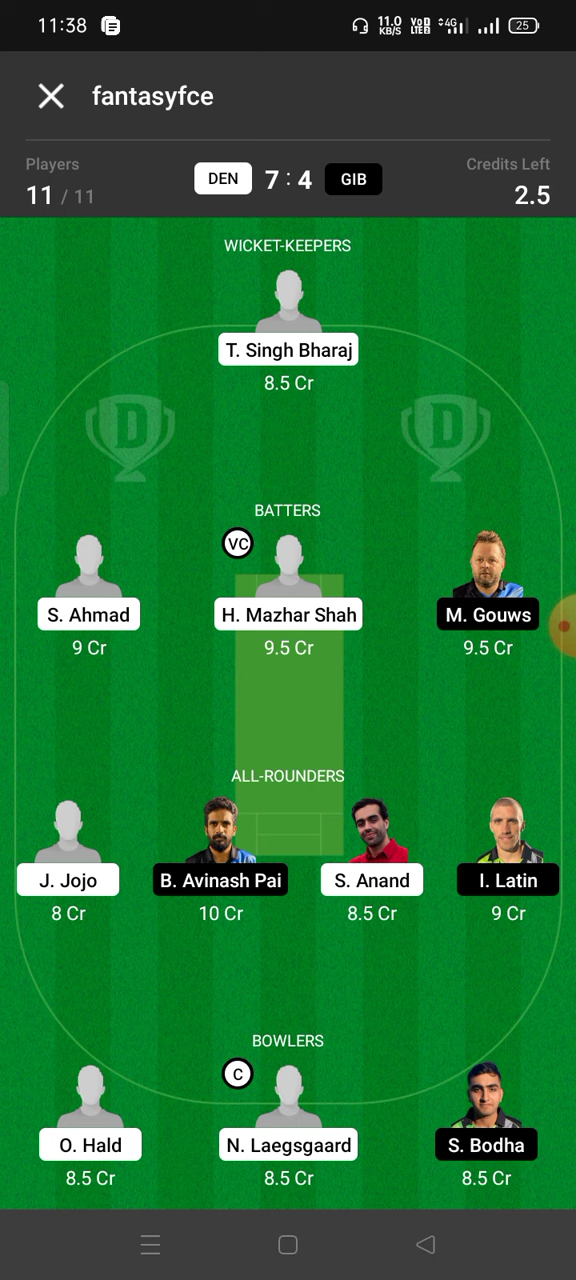 11:38
11.0 KB/S
VoD LTE2
4G
25
fantasyfce
Players
11 / 11
DEN 7 : 4 GIB
Credits Left
2.5
WICKET-KEEPERS
T. Singh Bharaj
8.5 Cr
D D
BATTERS
VC
S. Ahmad H. Mazhar Shah M. Gouws
9 Cr 9.5 Cr 9.5 Cr
ALL-ROUNDERS
J. Jojo B. Avinash Pai S. Anand I. Latin
8 Cr 10 Cr 8.5 Cr 9 Cr
BOWLERS
C
O. Hald N. Laegsgaard S. Bodha
8.5 Cr 8.5 Cr 8.5 Cr